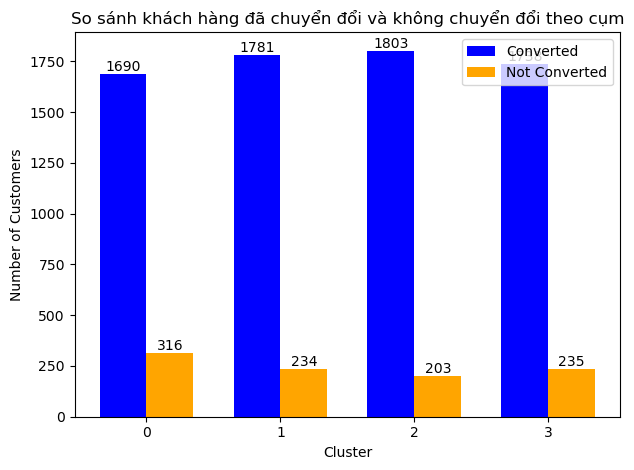 So sánh khách hàng đã chuyển đổi và không chuyển đổi theo cụm
Converted
Not Converted
1690
1781
1803
1738
316
234
203
235
1750
1500
1250
1000
750
500
250
0
Number of Customers
0 1 2 3
Cluster